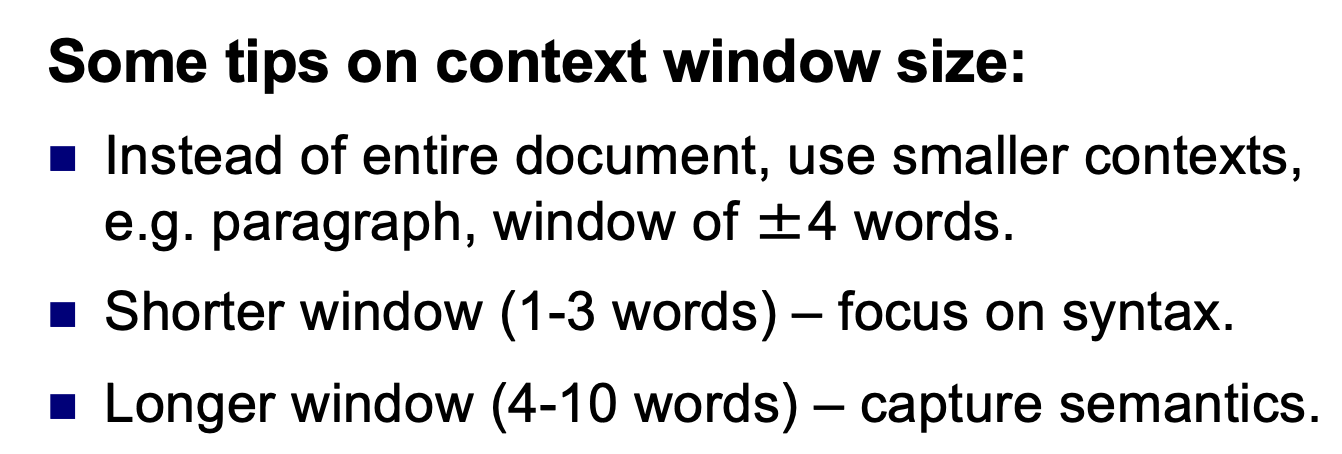 Some tips on context window size:
■ Instead of entire document, use smaller contexts,
e.g. paragraph, window of ±4 words.
■ Shorter window (1-3 words) – focus on syntax.
■ Longer window (4-10 words) – capture semantics.